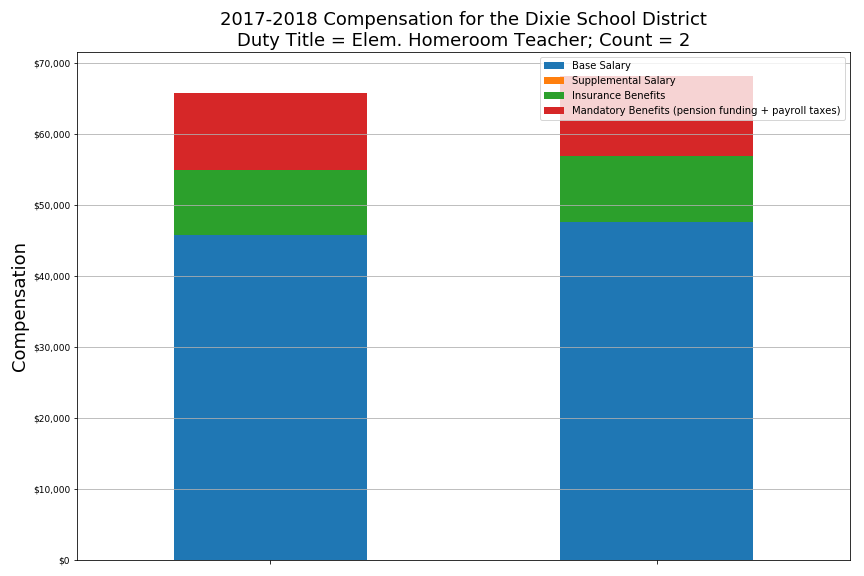 2017-2018 Compensation for the Dixie School District
Duty Title = Elem. Homeroom Teacher; Count = 2
Base Salary
Supplemental Salary
Insurance Benefits
Mandatory Benefits (pension funding + payroll taxes)
Compensation
$70,000
$60,000
$50,000
$40,000
$30,000
$20,000
$10,000
$0